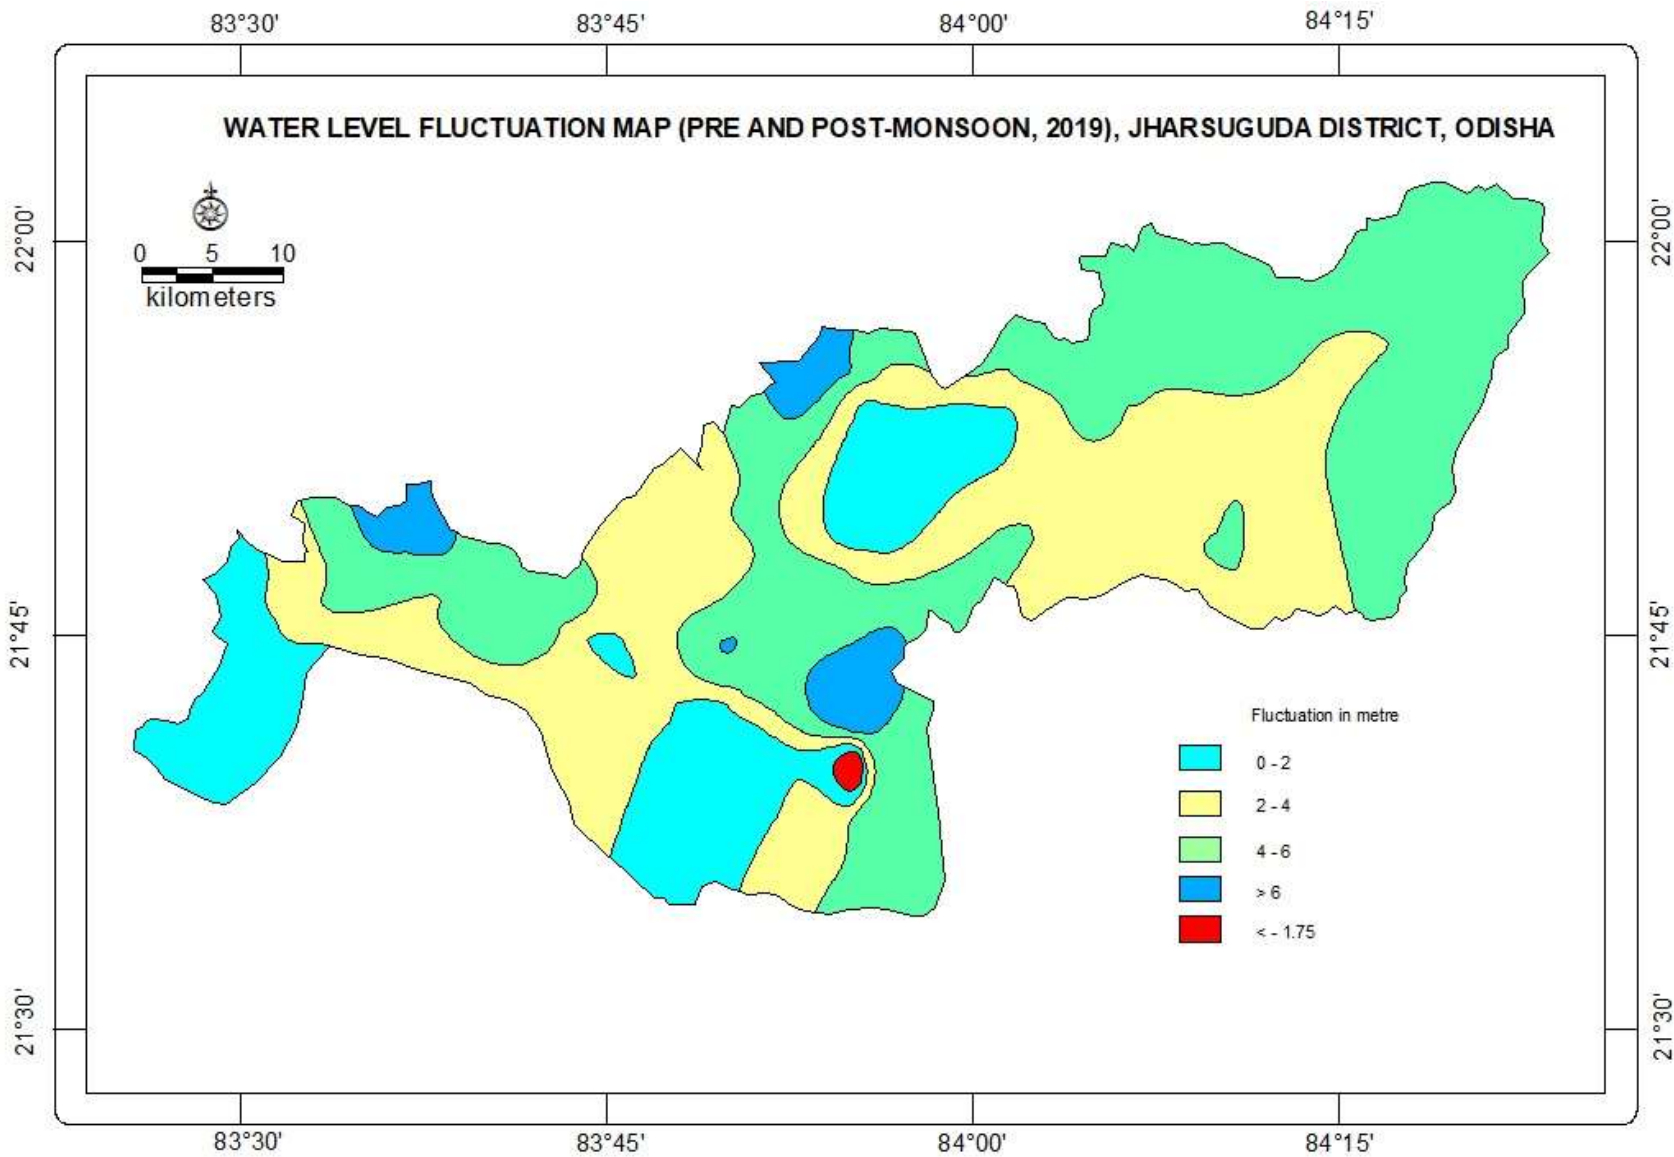 83°30' 83°45' 84°00' 84°15'
WATER LEVEL FLUCTUATION MAP (PRE AND POST-MONSOON, 2019), JHARSUGUDA DISTRICT, ODISHA
22°00' 22°00'
0 5 10
kilometers
21°45' 21°45'
Fluctuation in metre
0 - 2
2 - 4
4 - 6
> 6
< - 1.75
21°30' 21°30'
83°30' 83°45' 84°00' 84°15'